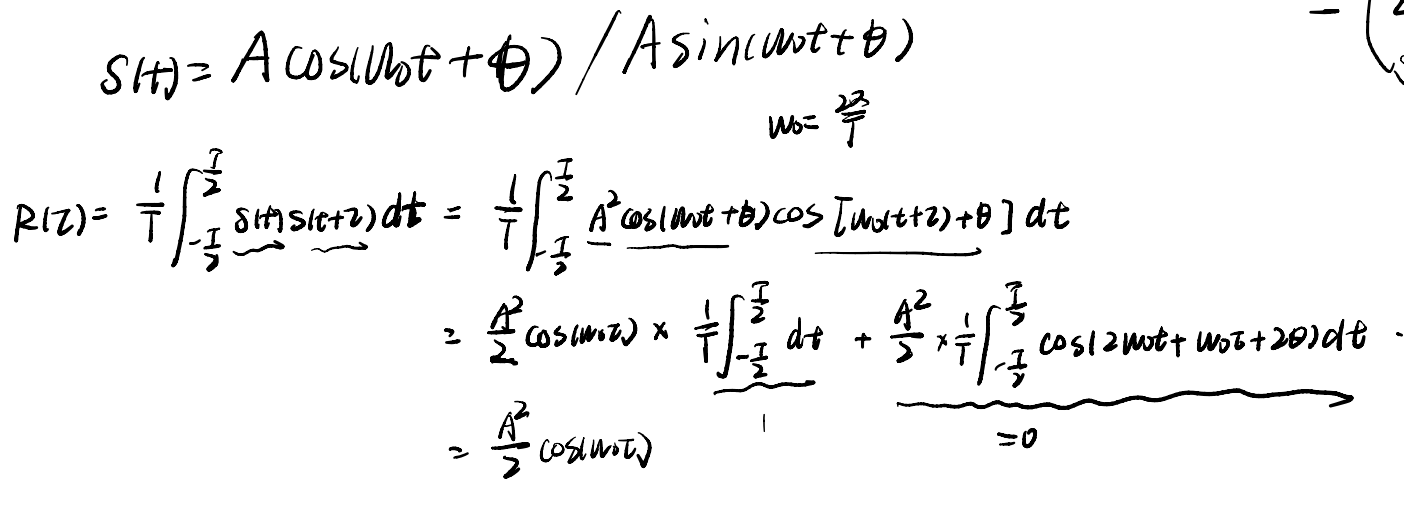 S(t) = A cos(ω₀t + θ) / A sin(ω₀t + θ)
ω₀ = 2π/T
R(τ) = 1/T ∫_{-T/2}^{T/2} s(t)s(t+τ)dt = 1/T ∫_{-T/2}^{T/2} A² cos(ω₀t + θ) cos[ω₀(t+τ) + θ] dt
= A²/2 cos(ω₀τ) × 1/T ∫_{-T/2}^{T/2} dt + A²/2 × 1/T ∫_{-T/2}^{T/2} cos(2ω₀t + ω₀τ + 2θ)dt
1
= 0
= A²/2 cos(ω₀τ)